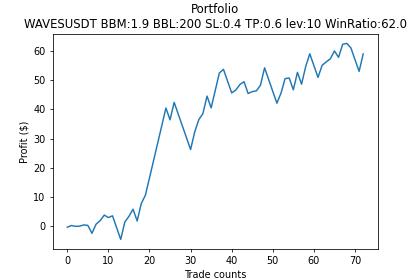 Portfolio
WAVESUSDT BBM:1.9 BBL:200 SL:0.4 TP:0.6 lev:10 WinRatio:62.0
60
50
40
30
20
10
0
Profit ($)
0 10 20 30 40 50 60 70
Trade counts